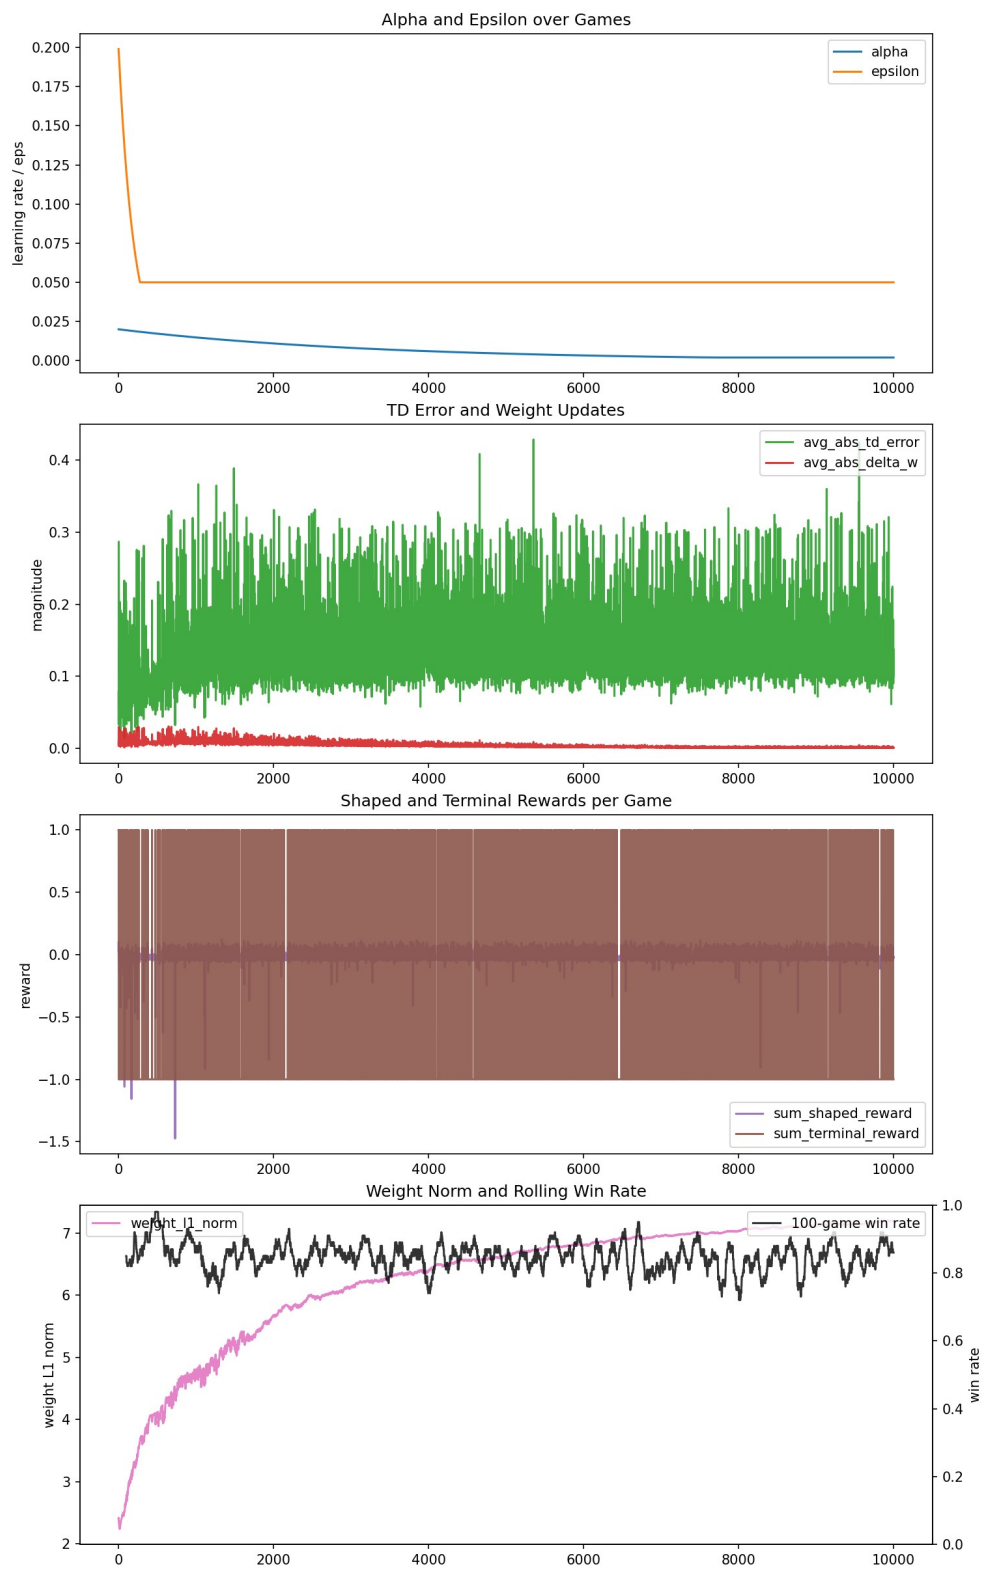 Alpha and Epsilon over Games
0.200
0.175
0.150
0.125
0.100
0.075
0.050
0.025
0.000
learning rate / eps
alpha
epsilon
0 2000 4000 6000 8000 10000
TD Error and Weight Updates
0.4
0.3
0.2
0.1
0.0
magnitude
avg_abs_td_error
avg_abs_delta_w
0 2000 4000 6000 8000 10000
Shaped and Terminal Rewards per Game
1.0
0.5
0.0
−0.5
−1.0
−1.5
reward
sum_shaped_reward
sum_terminal_reward
0 2000 4000 6000 8000 10000
Weight Norm and Rolling Win Rate
7
6
5
4
3
2
weight L1 norm
weight_l1_norm
100-game win rate
1.0
0.8
0.6
0.4
0.2
0.0
win rate
0 2000 4000 6000 8000 10000